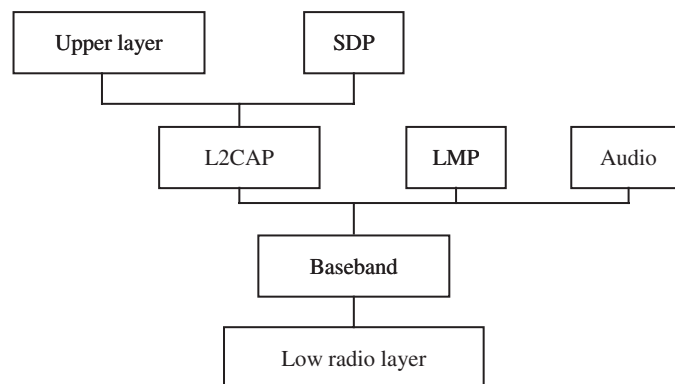 Upper layer
SDP
L2CAP
LMP
Audio
Baseband
Low radio layer